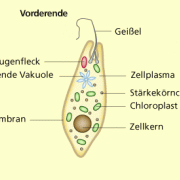 Vorderende
Geißel
ugenfleck
ende Vakuole
Zellplasma
Stärkekörnc
Chloroplast
mbran
Zellkern